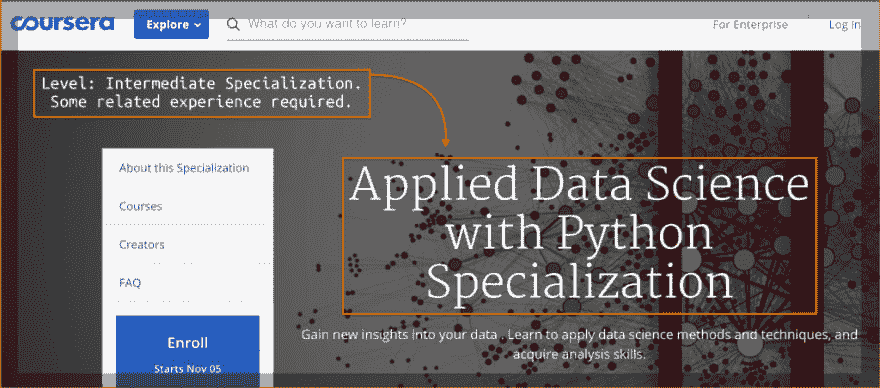 coursera Explore What do you want to learn? For Enterprise Log In
Level: Intermediate Specialization.
Some related experience required.
About this Specialization
Courses
Creators
FAQ
Enroll
Starts Nov 05
Applied Data Science
with Python
Specialization
Gain new insights into your data . Learn to apply data science methods and techniques, and
acquire analysis skills.